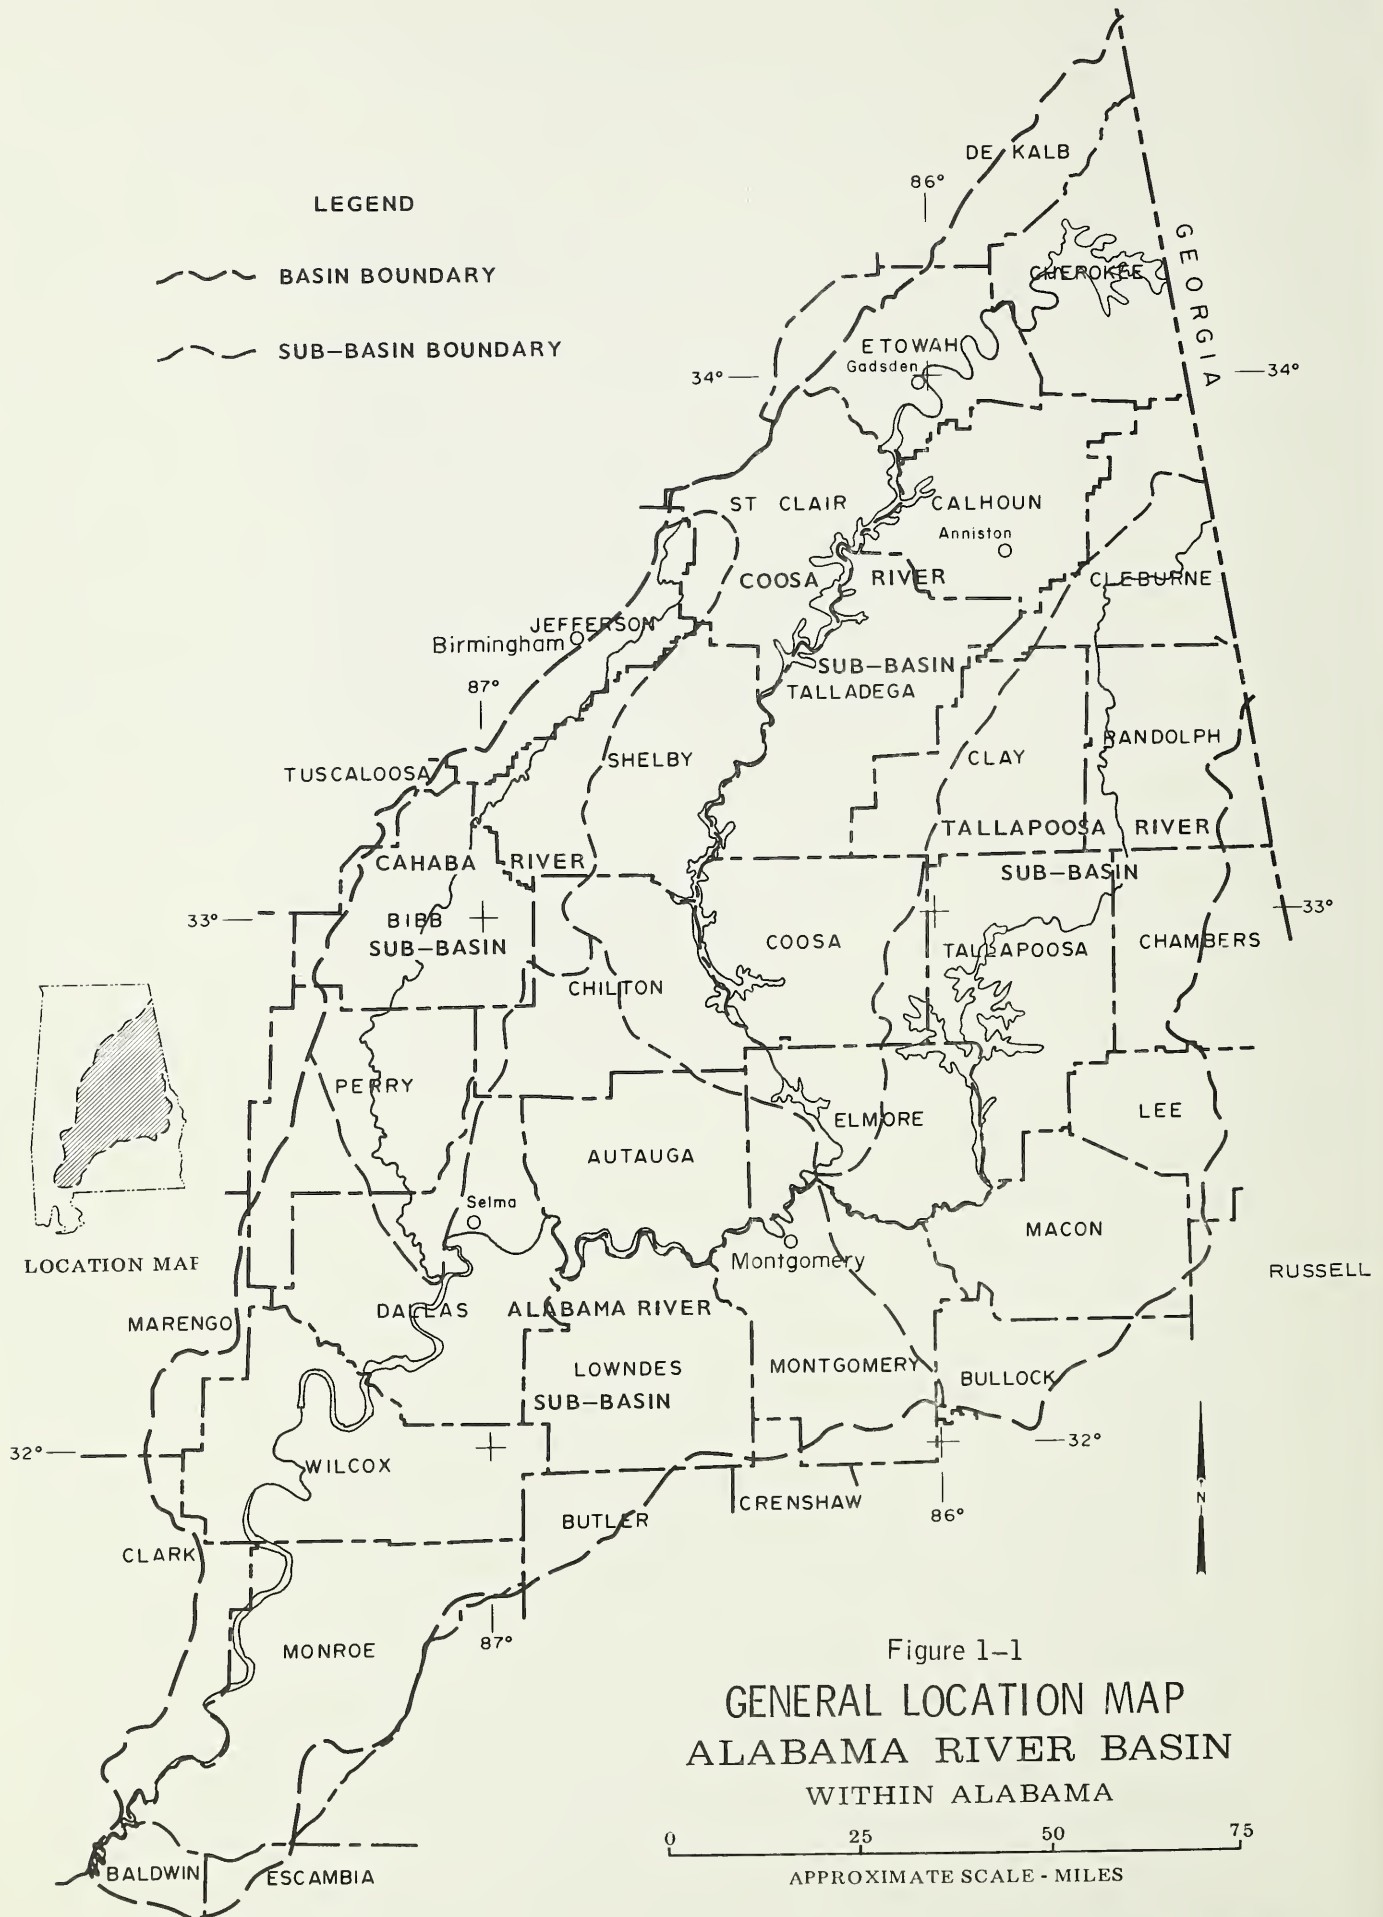 DE KALB
86°
LEGEND
BASIN BOUNDARY
SUB-BASIN BOUNDARY
GEORGIA
CHEROKEE
ETOWAH
Gadsden
34°
34°
ST CLAIR
CALHOUN
Anniston
COOSA RIVER
CLEBURNE
JEFFERSON
Birmingham
SUB-BASIN
TALLADEGA
87°
SHELBY
CLAY
RANDOLPH
TUSCALOOSA
TALLAPOOSA RIVER
CAHABA RIVER
SUB-BASIN
33°
BIBB
33°
SUB-BASIN
COOSA
TALLAPOOSA
CHAMBERS
CHILTON
PERRY
LEE
ELMORE
AUTAUGA
Selma
MACON
LOCATION MAP
Montgomery
RUSSELL
DALLAS
ALABAMA RIVER
MARENGO
LOWNDES
MONTGOMERY
BULLOCK
SUB-BASIN
32°
32°
WILCOX
CRENSHAW
N
86°
BUTLER
CLARK
87°
MONROE
Figure 1-1
GENERAL LOCATION MAP
ALABAMA RIVER BASIN
WITHIN ALABAMA
0 25 50 75
APPROXIMATE SCALE - MILES
BALDWIN
ESCAMBIA